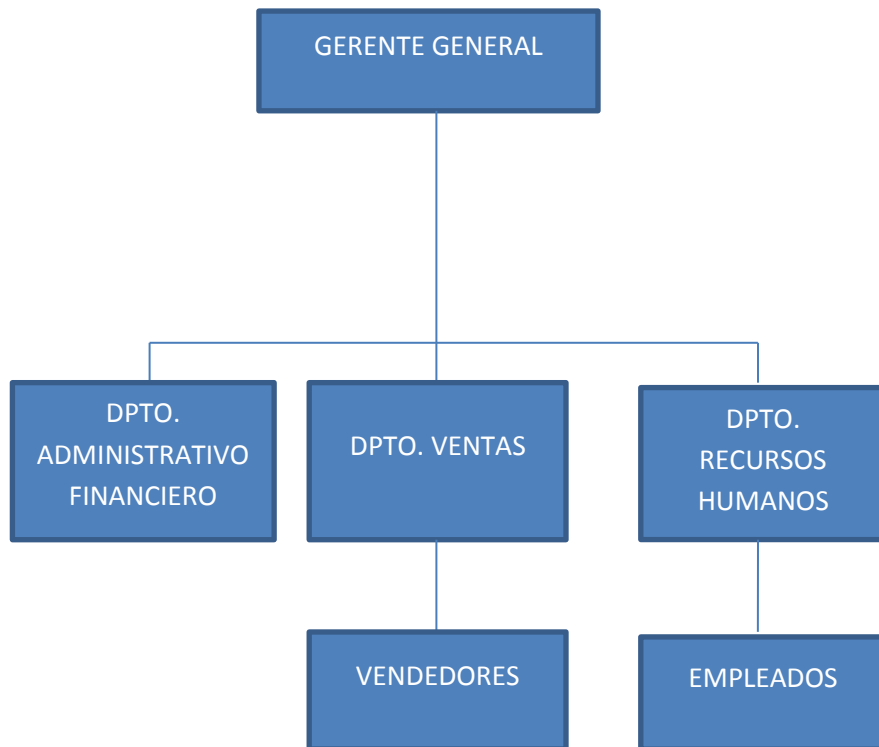 GERENTE GENERAL
DPTO.
ADMINISTRATIVO
FINANCIERO
DPTO. VENTAS
DPTO.
RECURSOS
HUMANOS
VENDEDORES
EMPLEADOS